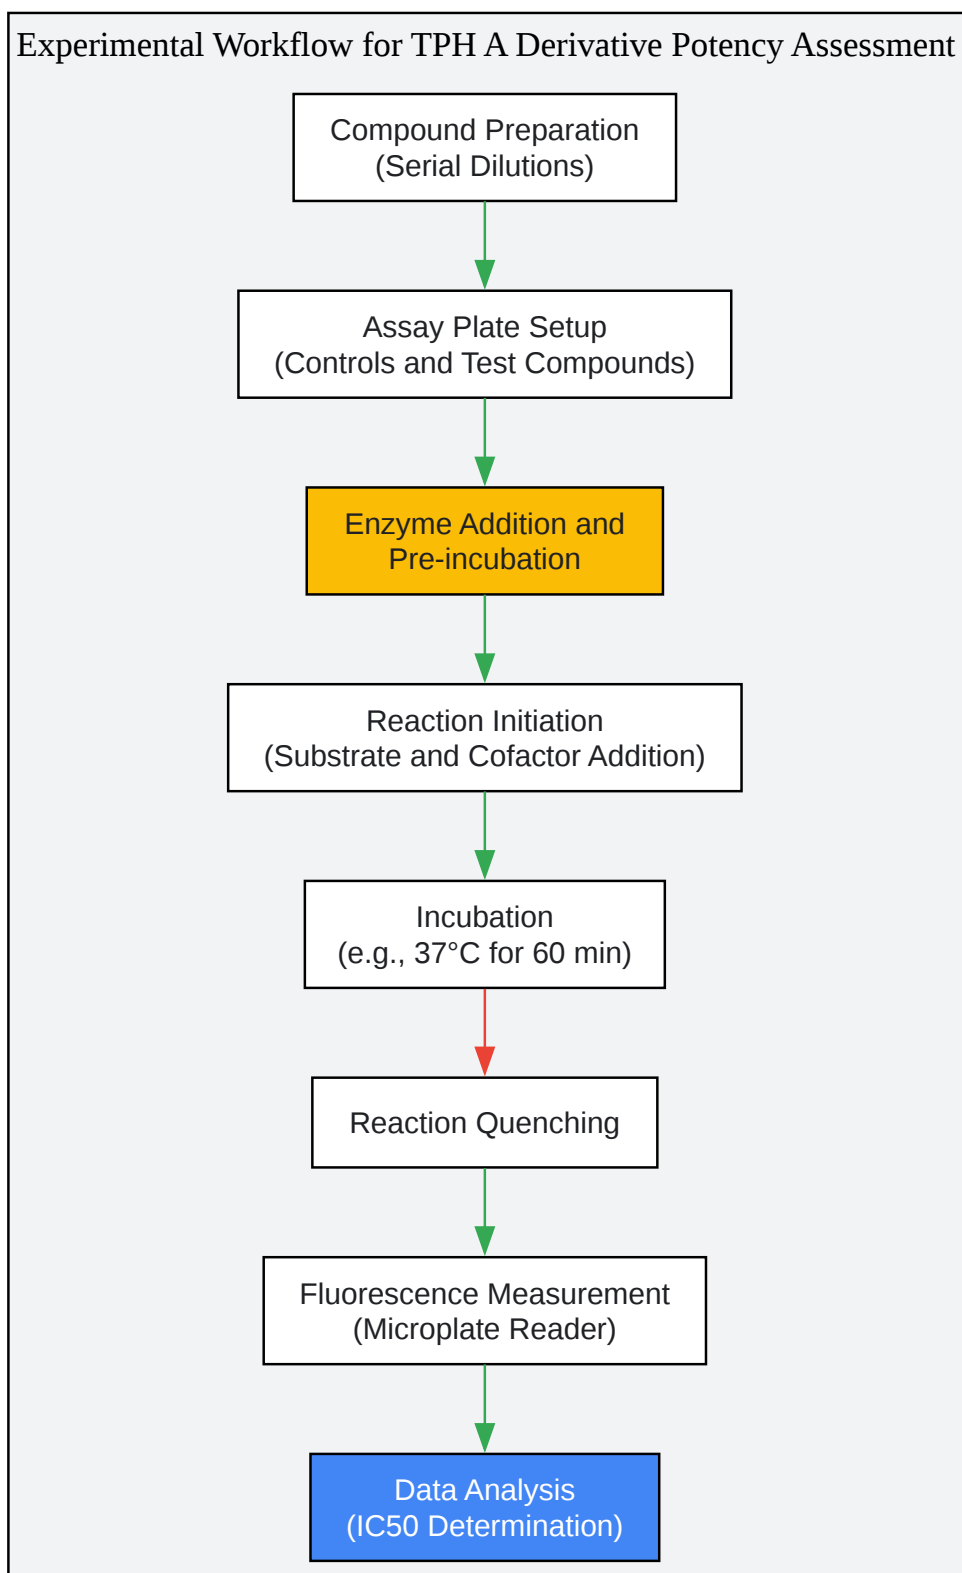 Experimental Workflow for TPH A Derivative Potency Assessment
Compound Preparation
(Serial Dilutions)
Assay Plate Setup
(Controls and Test Compounds)
Enzyme Addition and
Pre-incubation
Reaction Initiation
(Substrate and Cofactor Addition)
Incubation
(e.g., 37°C for 60 min)
Reaction Quenching
Fluorescence Measurement
(Microplate Reader)
Data Analysis
(IC50 Determination)